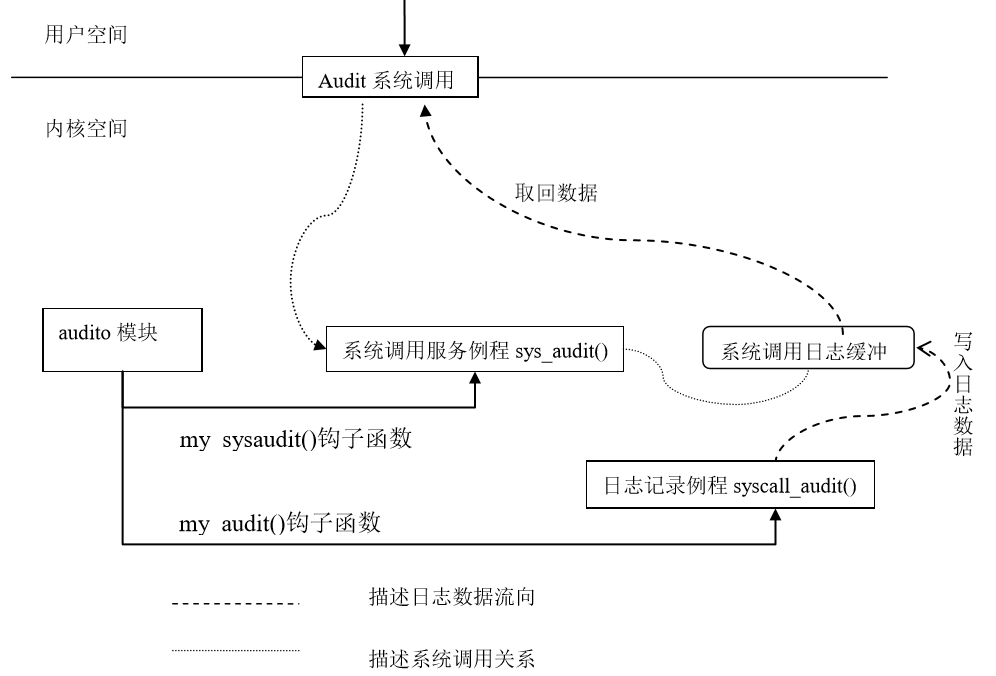 用户空间
Audit 系统调用
内核空间
取回数据
audito 模块
系统调用服务例程 sys_audit()
系统调用日志缓冲
写入日志数据
my sysaudit()钩子函数
日志记录例程 syscall_audit()
my audit()钩子函数
描述日志数据流向
描述系统调用关系